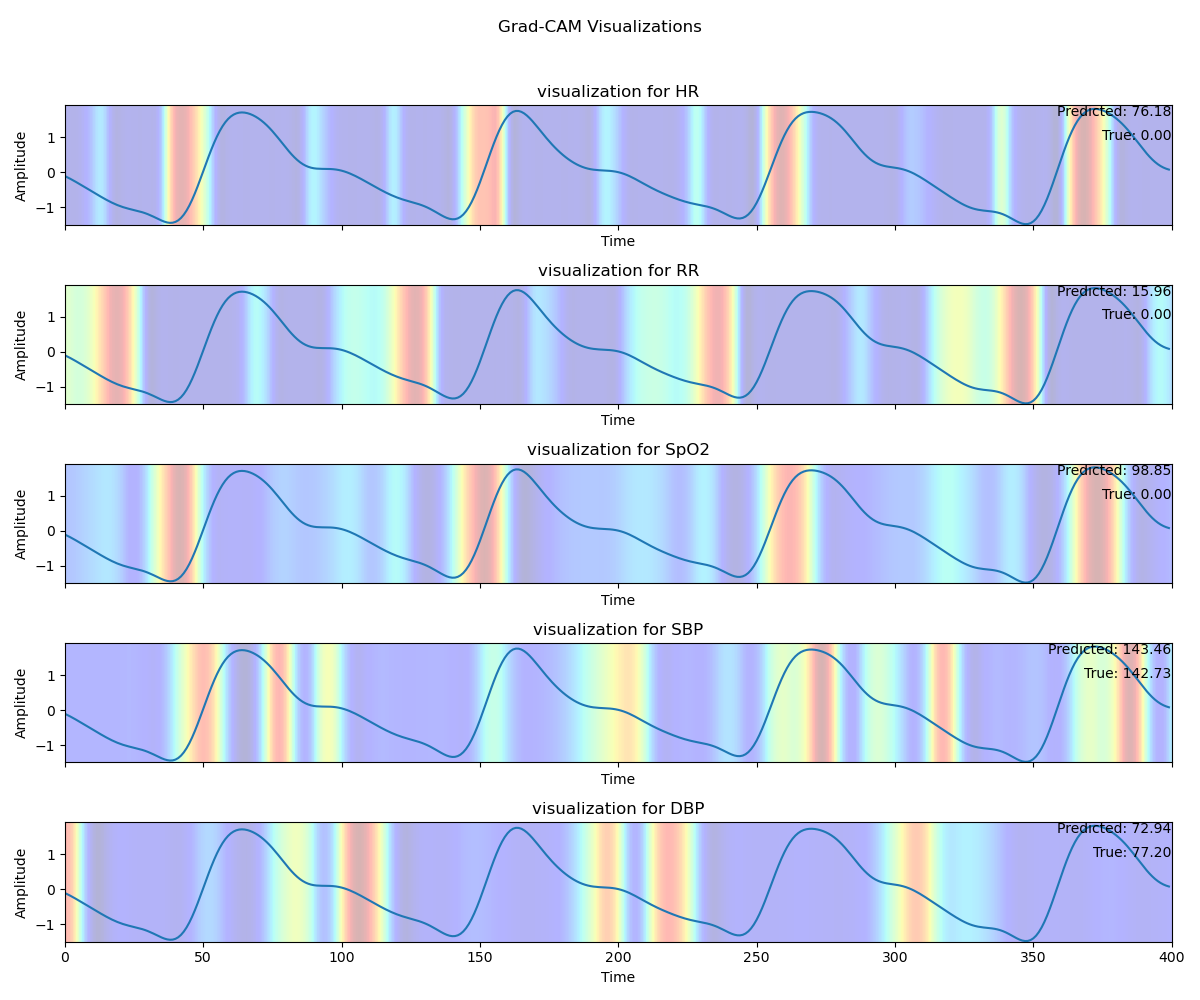 Grad-CAM Visualizations
visualization for HR
Predicted: 76.18
True: 0.00
1
0
−1
Amplitude
Time
visualization for RR
Predicted: 15.96
True: 0.00
1
0
−1
Amplitude
Time
visualization for SpO2
Predicted: 98.85
True: 0.00
1
0
−1
Amplitude
Time
visualization for SBP
Predicted: 143.46
True: 142.73
1
0
−1
Amplitude
Time
visualization for DBP
Predicted: 72.94
True: 77.20
1
0
−1
Amplitude
0 50 100 150 200 250 300 350 400
Time